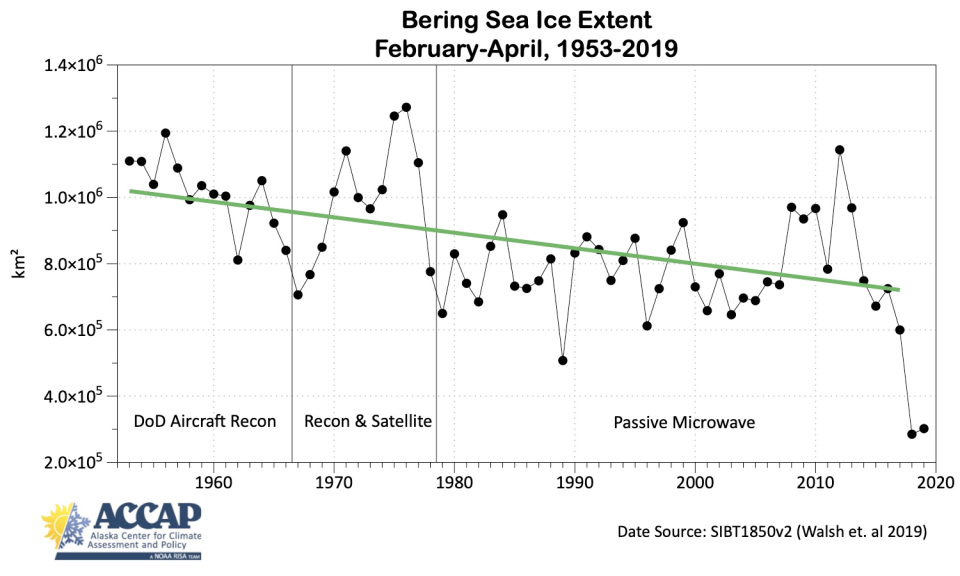 Bering Sea Ice Extent
February-April, 1953-2019
1.4×10⁶
1.2×10⁶
1.0×10⁶
8.0×10⁵
6.0×10⁵
4.0×10⁵
2.0×10⁵
km²
DoD Aircraft Recon
Recon & Satellite
Passive Microwave
1960
1970
1980
1990
2000
2010
2020
ACCAP
Alaska Center for Climate
Assessment and Policy
A NOAA RISA TEAM
Date Source: SIBT1850v2 (Walsh et. al 2019)